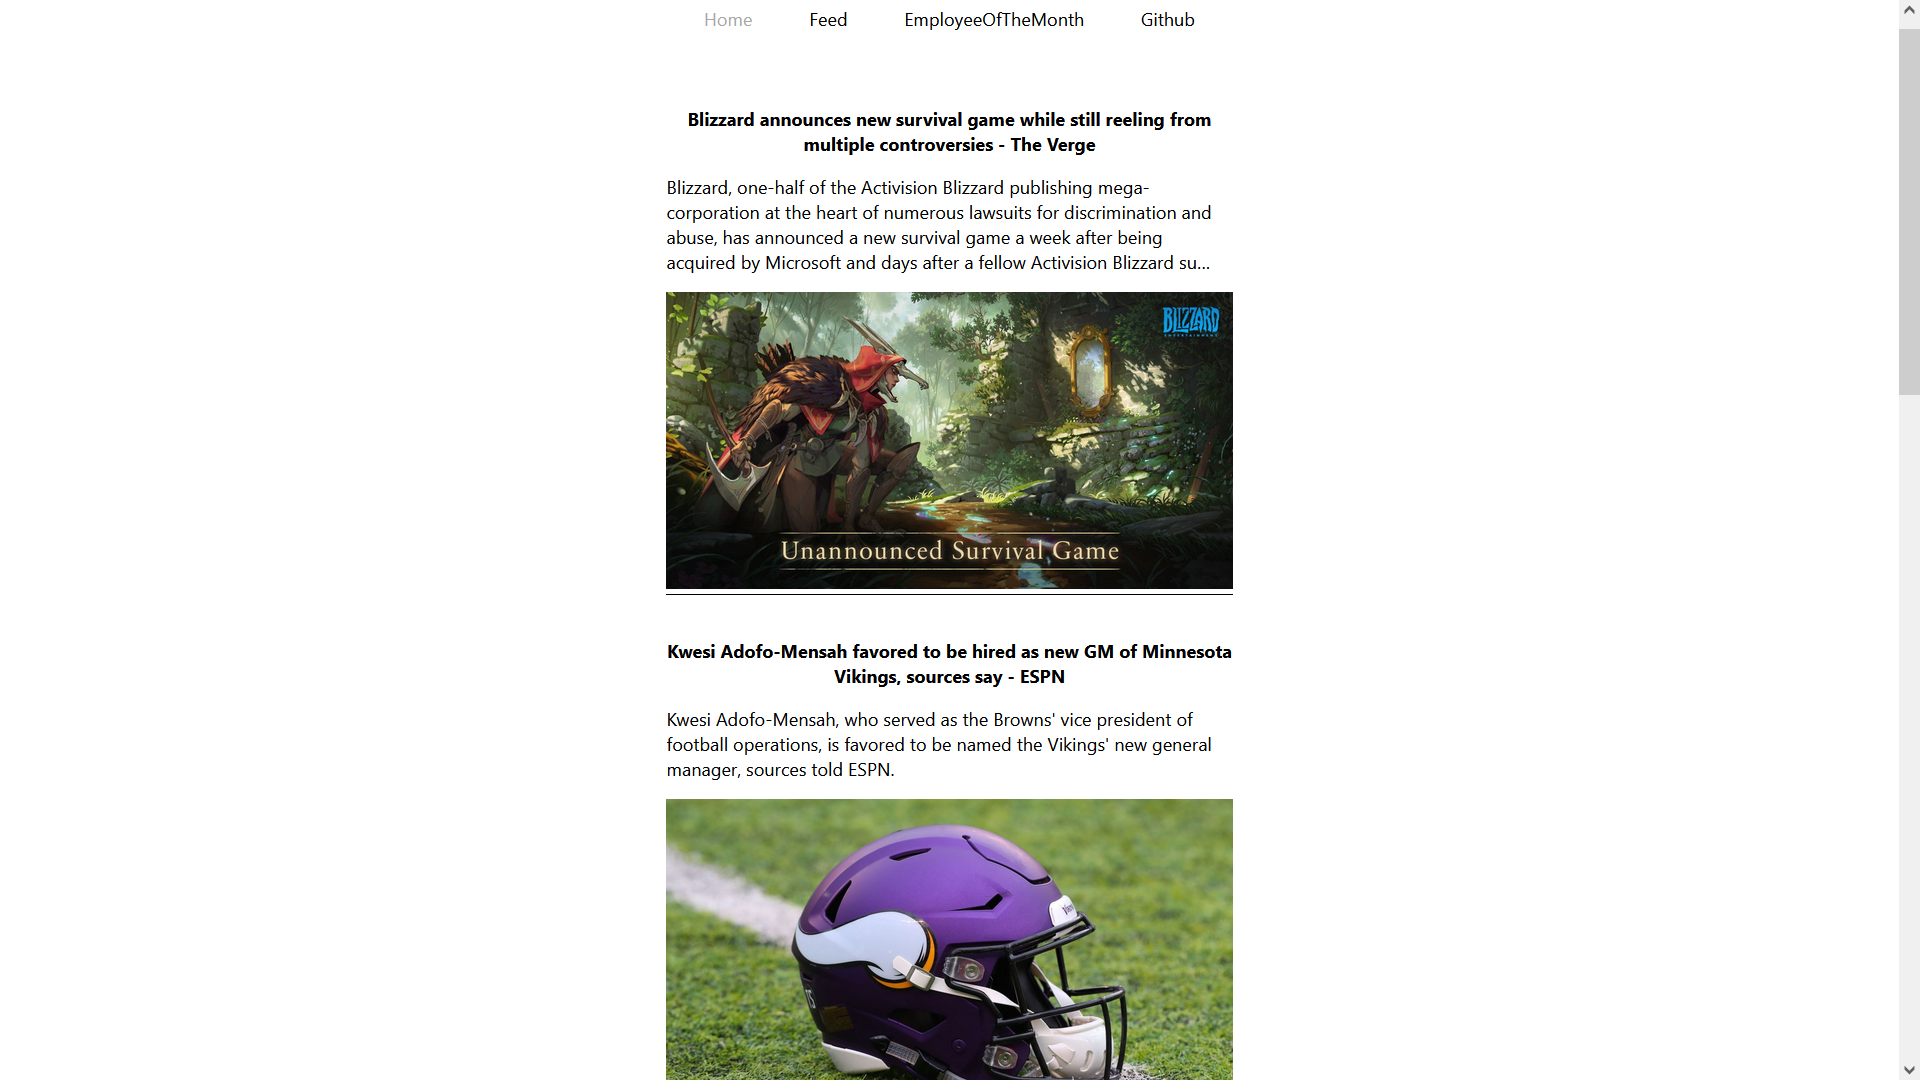 Home Feed EmployeeOfTheMonth Github
Blizzard announces new survival game while still reeling from
multiple controversies - The Verge
Blizzard, one-half of the Activision Blizzard publishing mega-
corporation at the heart of numerous lawsuits for discrimination and
abuse, has announced a new survival game a week after being
acquired by Microsoft and days after a fellow Activision Blizzard su…
BLIZZARD
ENTERTAINMENT
Unannounced Survival Game
Kwesi Adofo-Mensah favored to be hired as new GM of Minnesota
Vikings, sources say - ESPN
Kwesi Adofo-Mensah, who served as the Browns' vice president of
football operations, is favored to be named the Vikings' new general
manager, sources told ESPN.